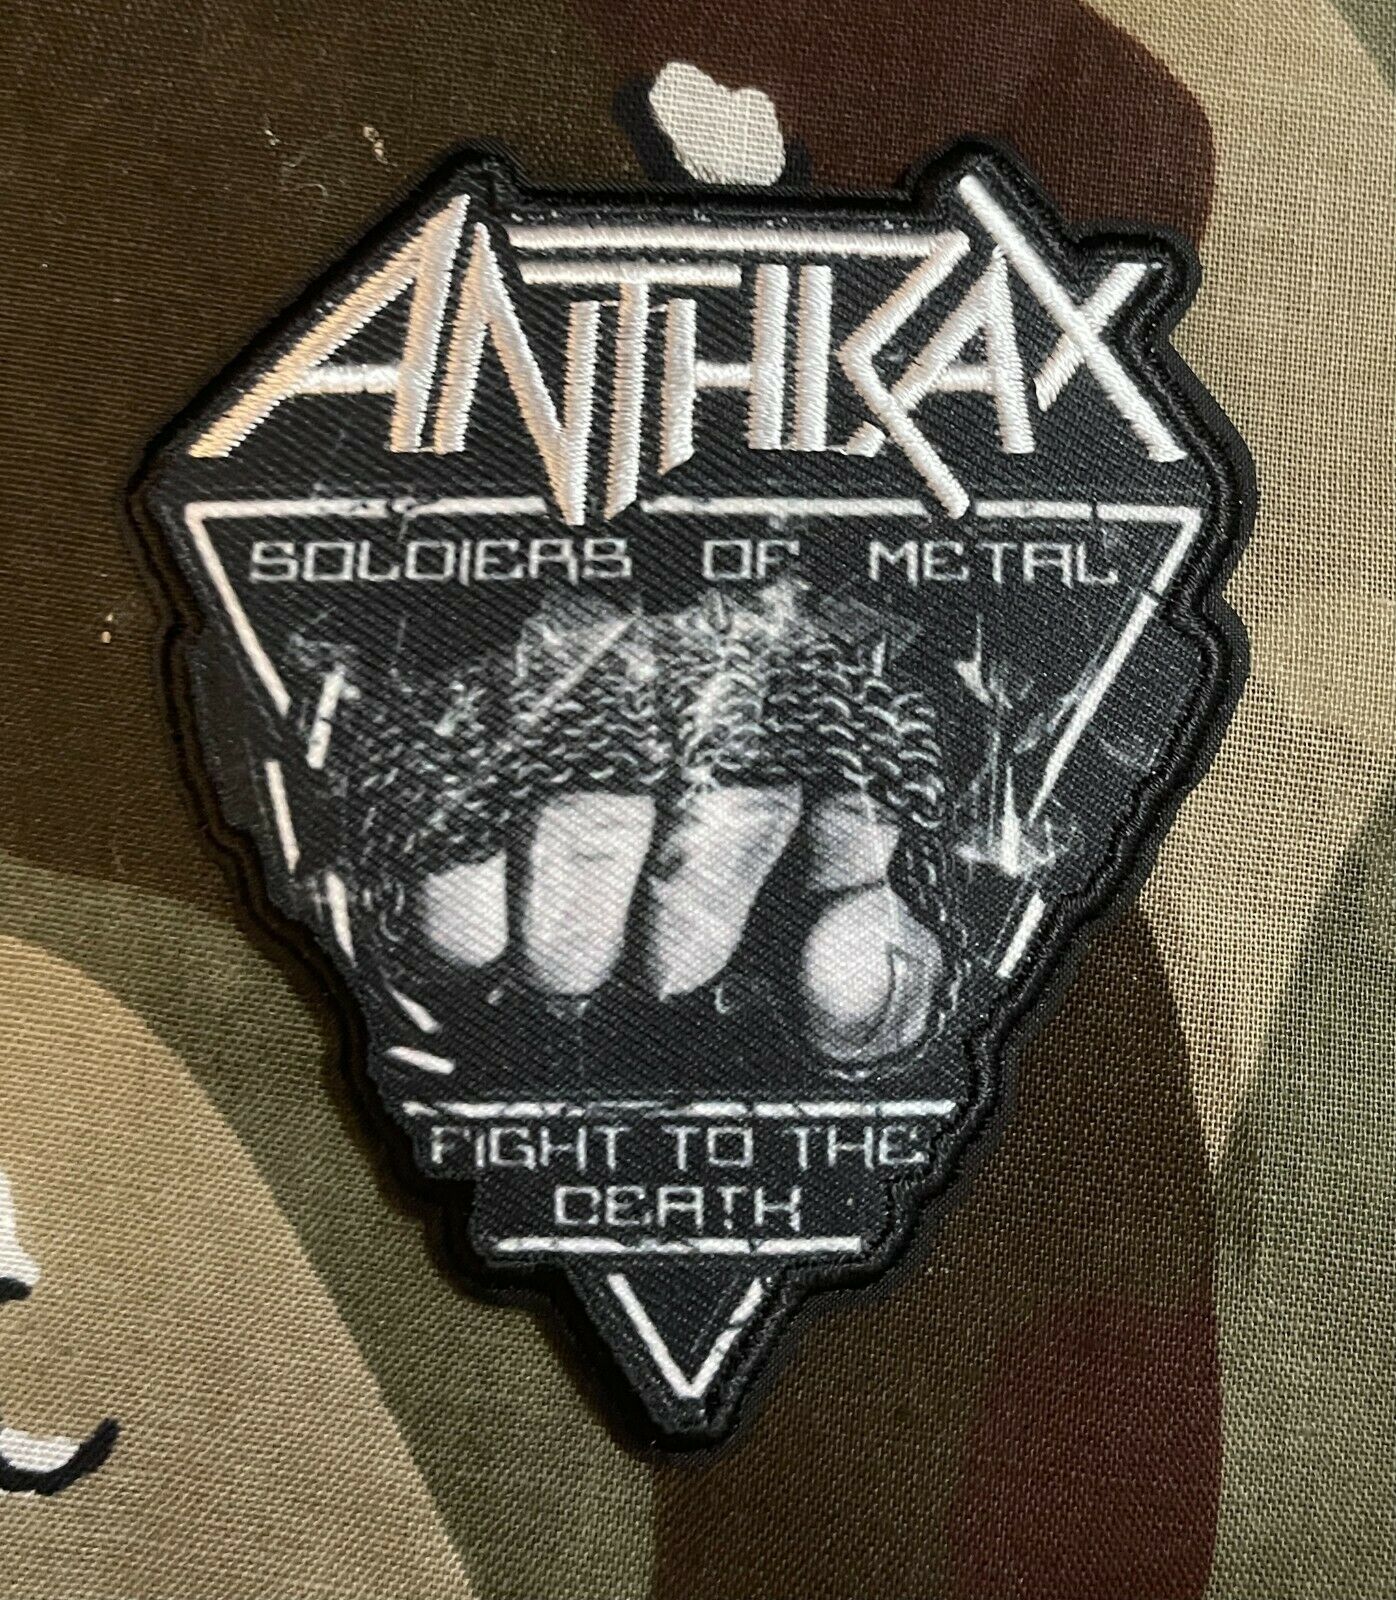 ANTHRAX
SOLDIERS OF METAL
FIGHT TO THE
DEATH